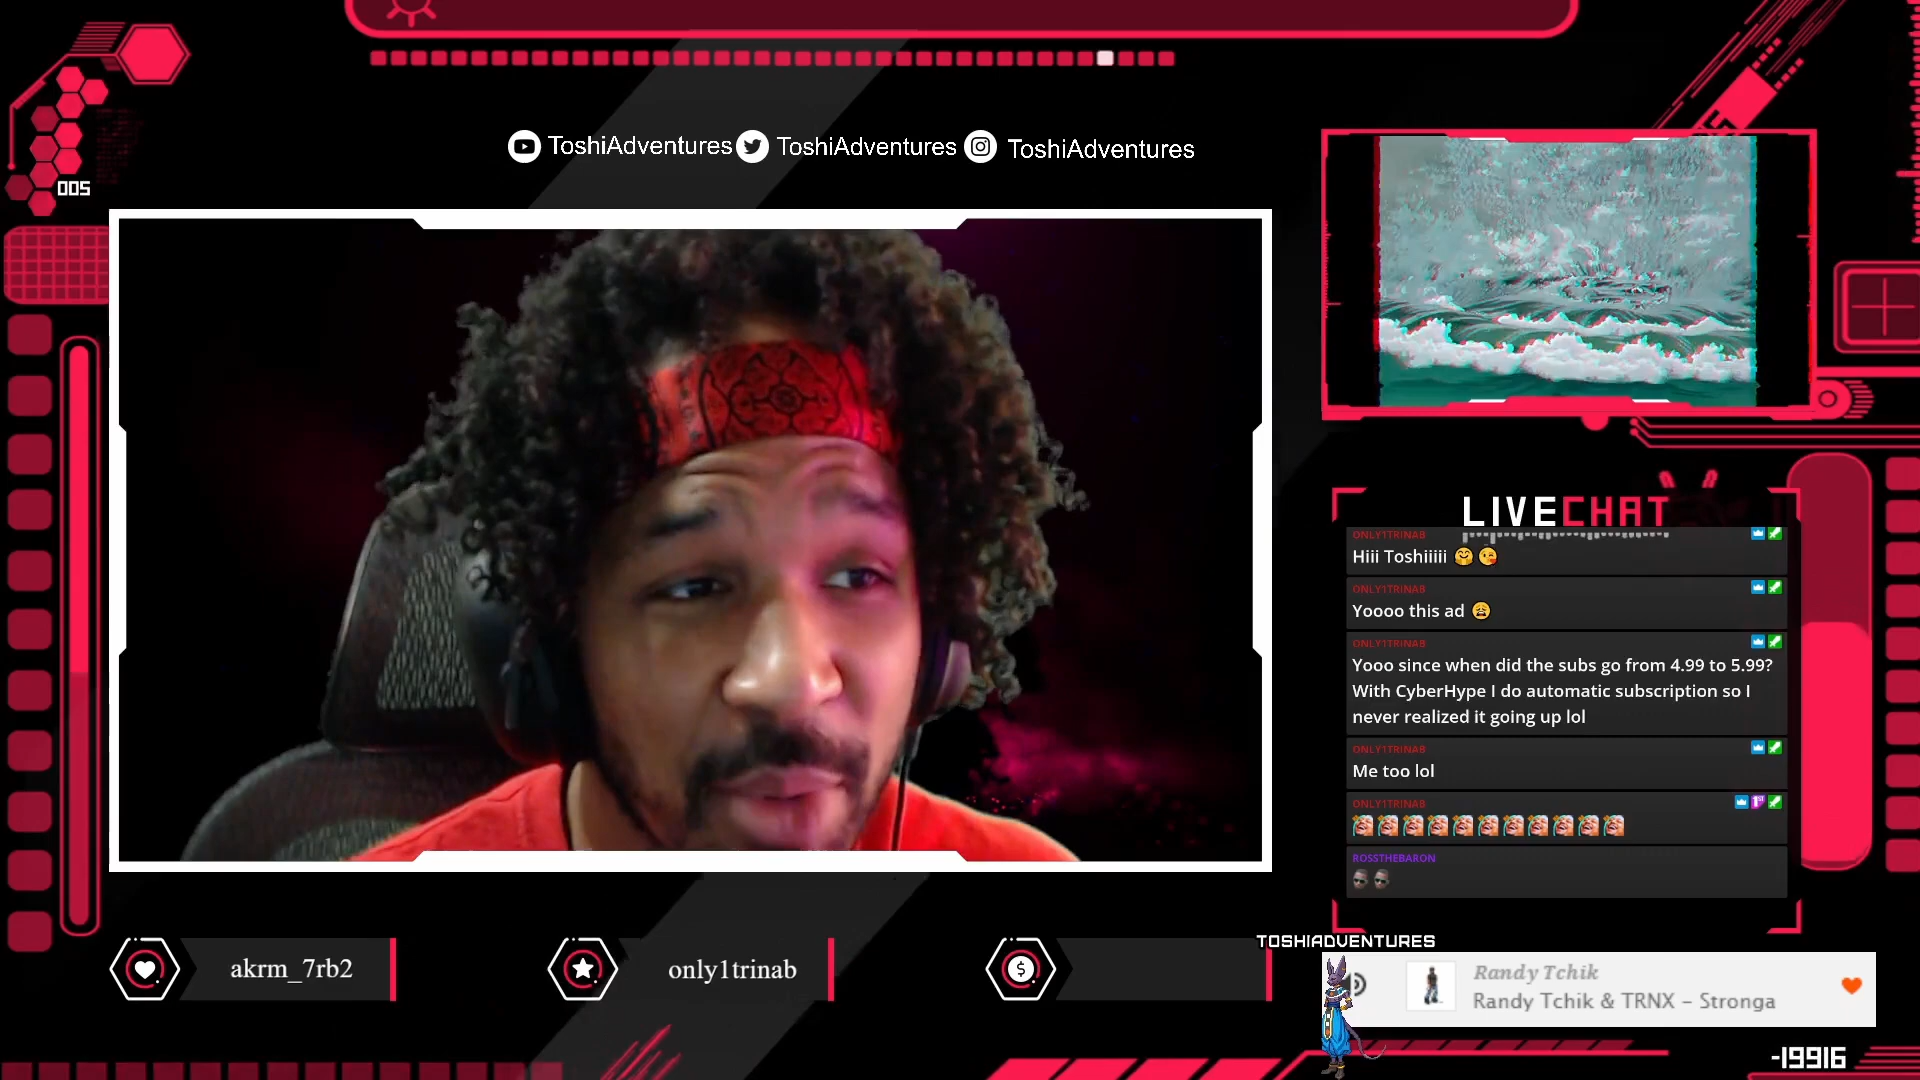 ToshiAdventures ToshiAdventures ToshiAdventures
005
LIVECHAT
ONLY1TRINAB
Hiii Toshiiiii
ONLY1TRINAB
Yoooo this ad
ONLY1TRINAB
Yooo since when did the subs go from 4.99 to 5.99?
With CyberHype I do automatic subscription so I
never realized it going up lol
ONLY1TRINAB
Me too lol
ONLY1TRINAB
ROSSTHEBARON
akrm_7rb2
only1trinab
TOSHIADVENTURES
Randy Tchik
Randy Tchik & TRNX – Stronga
-19916